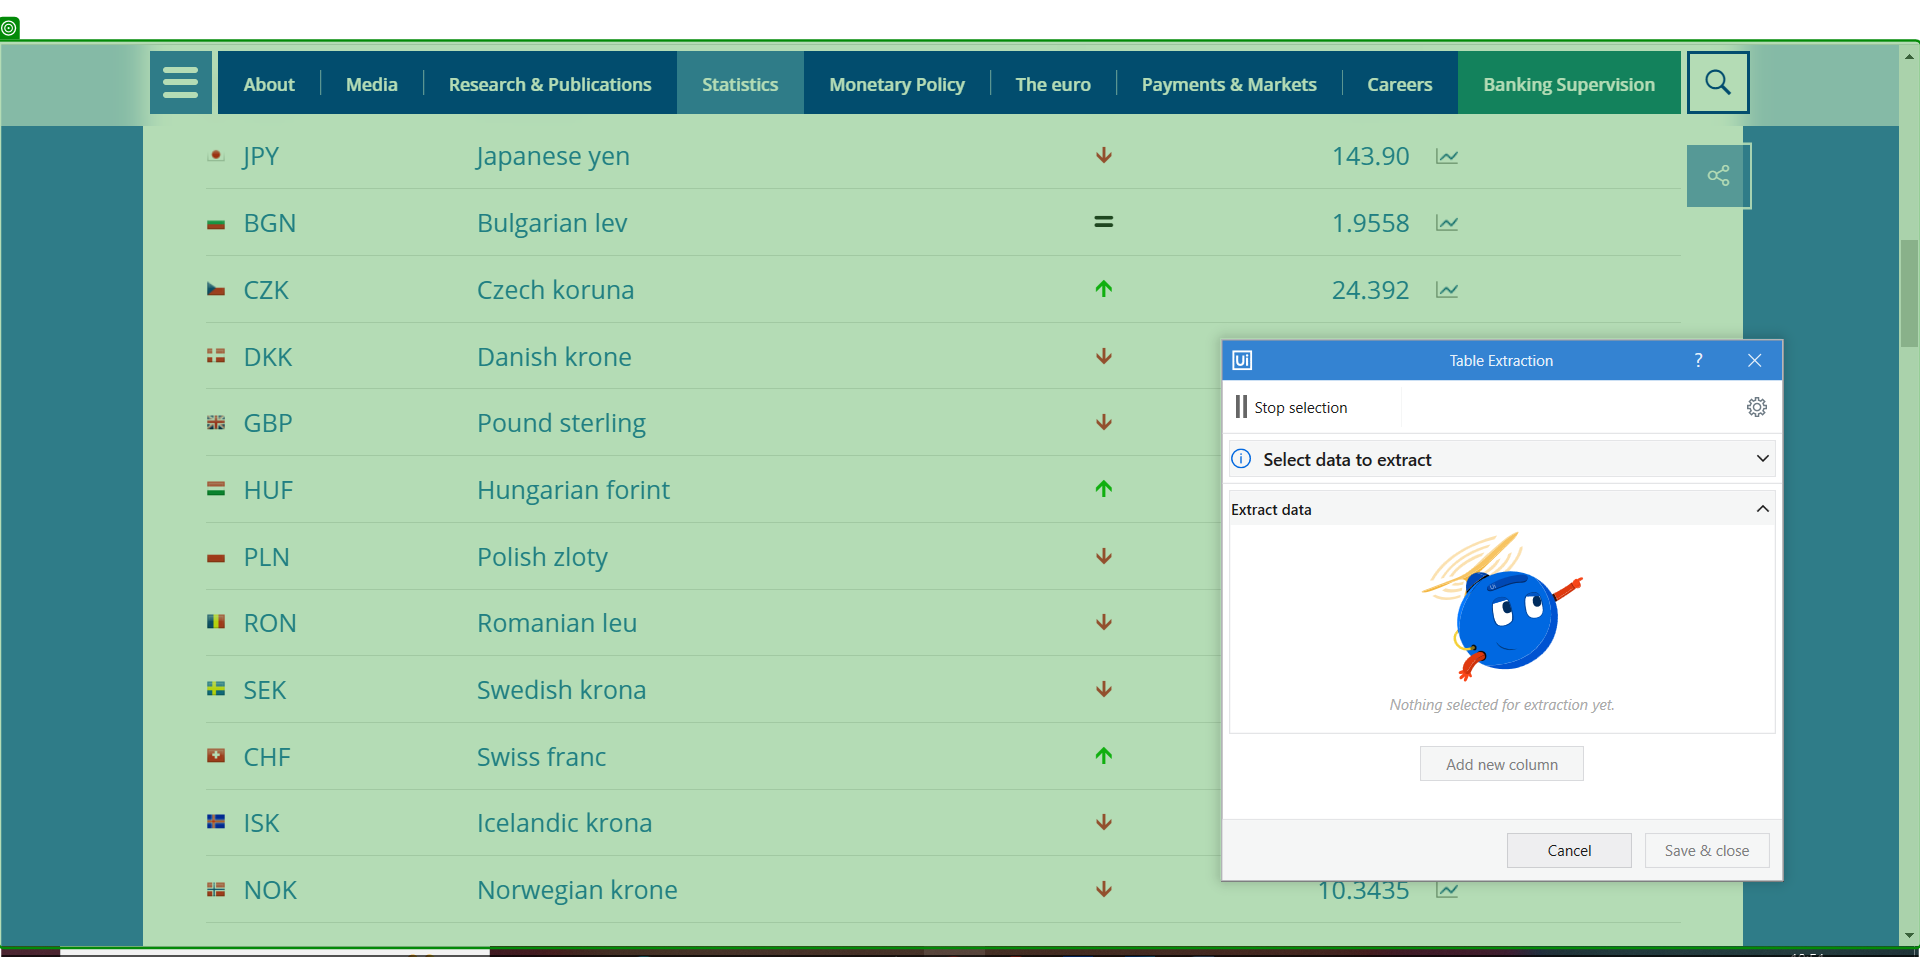 About Media Research & Publications Statistics Monetary Policy The euro Payments & Markets Careers Banking Supervision
JPY Japanese yen 143.90
BGN Bulgarian lev 1.9558
CZK Czech koruna 24.392
DKK Danish krone
GBP Pound sterling
HUF Hungarian forint
PLN Polish zloty
RON Romanian leu
SEK Swedish krona
CHF Swiss franc
ISK Icelandic krona
NOK Norwegian krone 10.3435
Ui Table Extraction ?
Stop selection
Select data to extract
Extract data
Nothing selected for extraction yet.
Add new column
Cancel Save & close